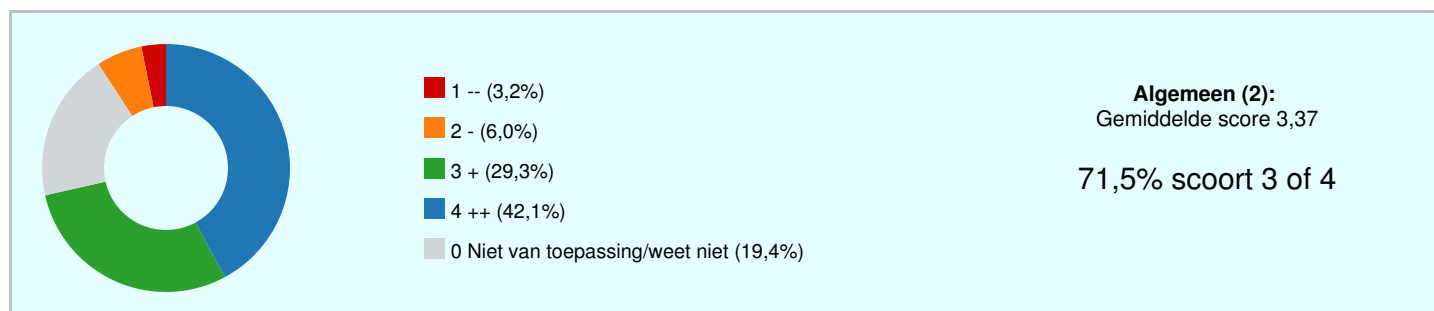 1 -- (3,2%)
2 - (6,0%)
3 + (29,3%)
4 ++ (42,1%)
0 Niet van toepassing/weet niet (19,4%)
Algemeen (2):
Gemiddelde score 3,37
71,5% scoort 3 of 4